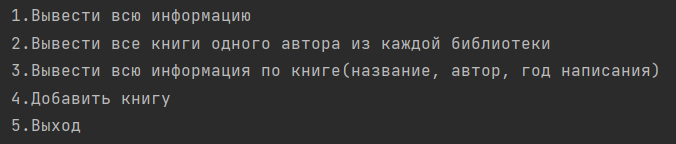 1.Вывести всю информацию
2.Вывести все книги одного автора из каждой библиотеки
3.Вывести всю информация по книге(название, автор, год написания)
4.Добавить книгу
5.Выход